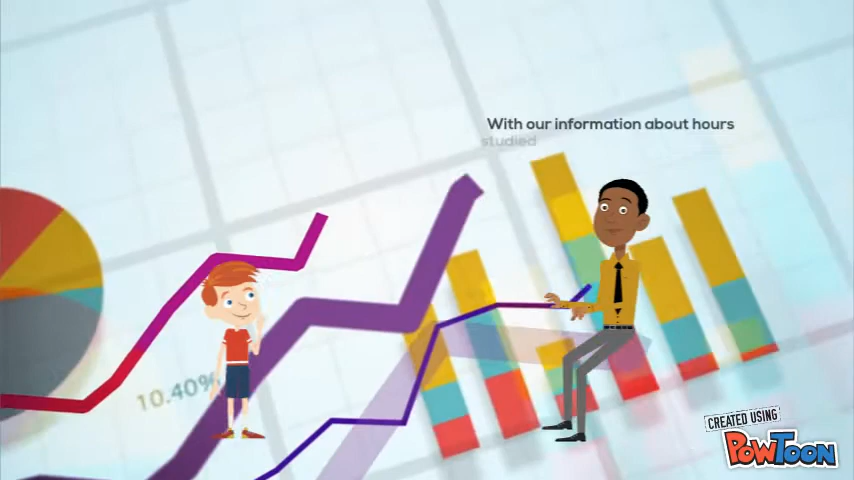 With our information about hours
studied
10.40%
CREATED USING
POWTOON